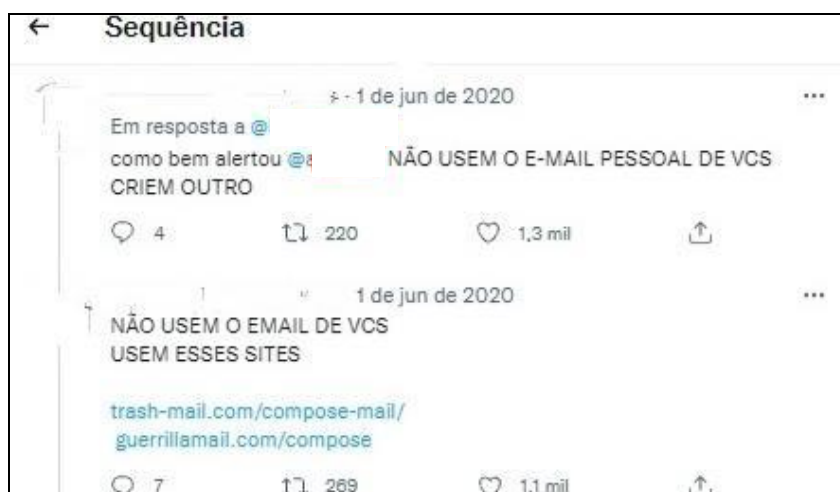 Sequência
1 de jun de 2020
Em resposta a @
como bem alertou @ NÃO USEM O E-MAIL PESSOAL DE VCS
CRIEM OUTRO
4 220 1,3 mil
1 de jun de 2020
NÃO USEM O EMAIL DE VCS
USEM ESSES SITES
trash-mail.com/compose-mail/
guerrillamail.com/compose
7 269 1,1 mil